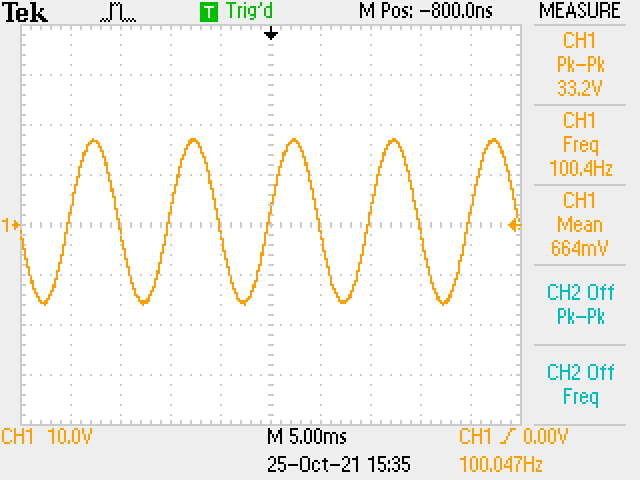 Tek T Trig'd M Pos: -800.0ns MEASURE
CH1
Pk-Pk
33.2V
CH1
Freq
100.4Hz
CH1
Mean
664mV
CH2 Off
Pk-Pk
CH2 Off
Freq
1
CH1 10.0V M 5.00ms CH1 0.00V
25-Oct-21 15:35 100.047Hz